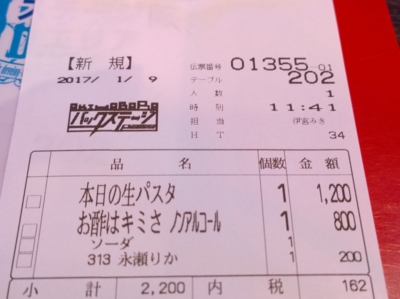 【新 規】
伝票番号 01355-01
2017/ 1/ 9
テーブル 202
人 数 1
時 刻 11:41
AKIHABARA
バックステージ
担 当 伊宮みき
HT 34
品 名 個数 金額
本日の生パスタ 1 1,200
お酢はキミさ ノンアルコール 1 800
ソーダ 1
313 永瀬りか 1 200
小 計 2,200 内 税 162